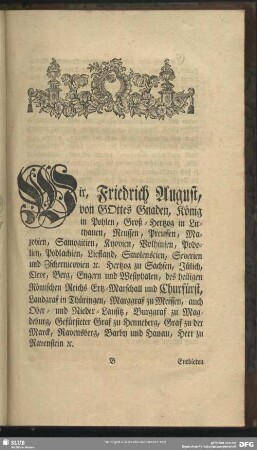 Wir, Friedrich August,
von GOttes Gnaden, König
in Pohlen, Groß-Hertzog in Lit-
thauen, Reussen, Preussen, Ma-
zovien, Samogitien, Kyovien, Volhinien, Podo-
lien, Podlachien, Liefland, Smolenscien, Severien
und Zschernicovien ꝛc. Hertzog zu Sachsen, Jülich,
Cleve, Berg, Engern und Westphalen, des heiligen
Römischen Reichs Ertz-Marschall und Churfürst,
Landgraf in Thüringen, Marggraf zu Meissen, auch
Ober- und Nieder-Lausitz, Burggraf zu Mag-
deburg, Gefürsteter Graf zu Henneberg, Graf zu der
Marck, Ravensberg, Barby und Hanau, Herr zu
Ravenstein ꝛc.
B Entbieten
SLUB